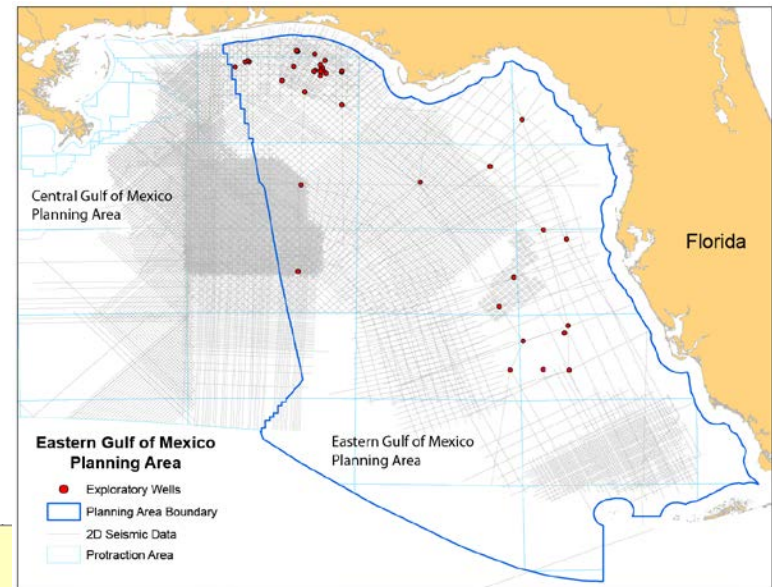 Central Gulf of Mexico
Planning Area
Florida
Eastern Gulf of Mexico
Planning Area
Eastern Gulf of Mexico
Planning Area
Exploratory Wells
Planning Area Boundary
2D Seismic Data
Protraction Area